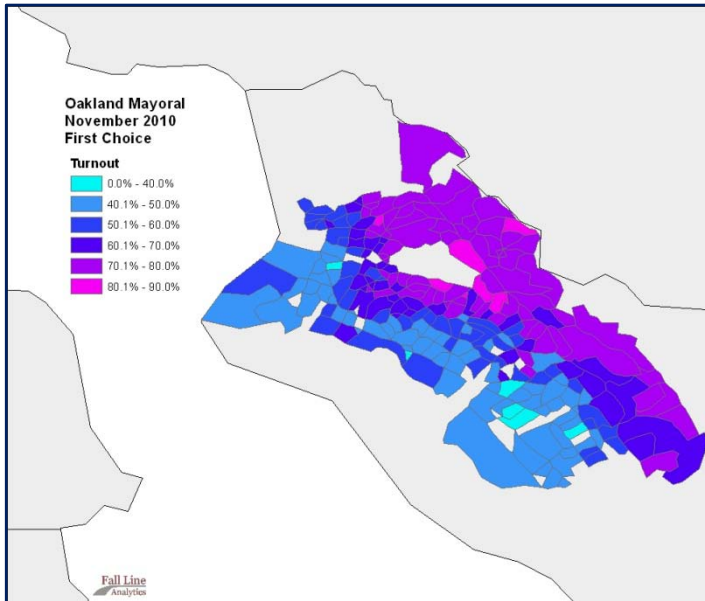 Oakland Mayoral
November 2010
First Choice
Turnout
0.0% - 40.0%
40.1% - 50.0%
50.1% - 60.0%
60.1% - 70.0%
70.1% - 80.0%
80.1% - 90.0%
Fall Line
Analytics